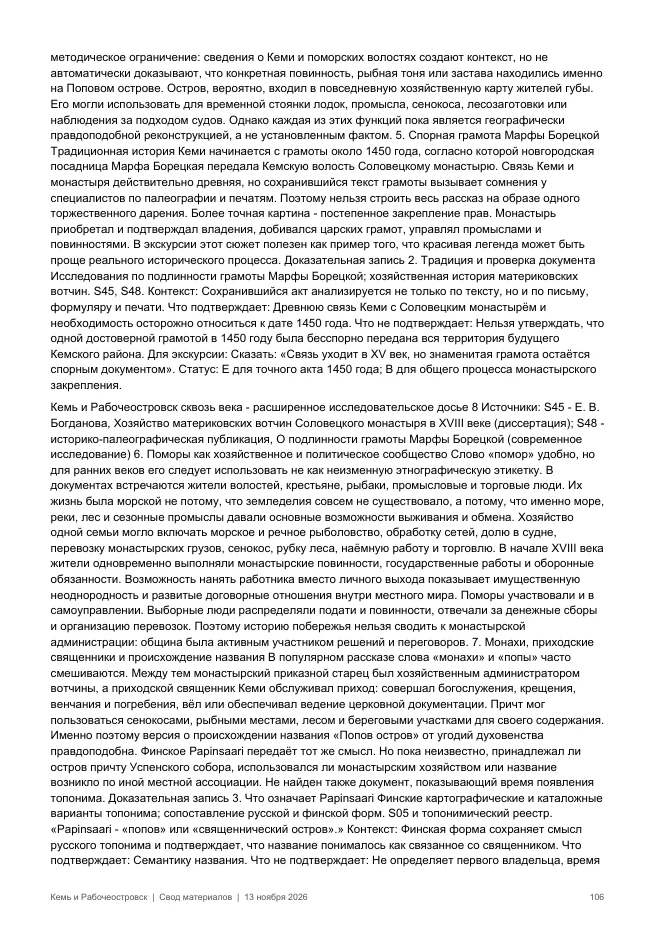 методическое ограничение: сведения о Кеми и поморских волостях создают контекст, но не
автоматически доказывают, что конкретная повинность, рыбная тоня или застава находились именно
на Поповом острове. Остров, вероятно, входил в повседневную хозяйственную карту жителей губы.
Его могли использовать для временной стоянки лодок, промысла, сенокоса, лесозаготовки или
наблюдения за подходом судов. Однако каждая из этих функций пока является географически
правдоподобной реконструкцией, а не установленным фактом. 5. Спорная грамота Марфы Борецкой
Традиционная история Кеми начинается с грамоты около 1450 года, согласно которой новгородская
посадница Марфа Борецкая передала Кемскую волость Соловецкому монастырю. Связь Кеми и
монастыря действительно древняя, но сохранившийся текст грамоты вызывает сомнения у
специалистов по палеографии и печатям. Поэтому нельзя строить весь рассказ на образе одного
торжественного дарения. Более точная картина - постепенное закрепление прав. Монастырь
приобретал и подтверждал владения, добивался царских грамот, управлял промыслами и
повинностями. В экскурсии этот сюжет полезен как пример того, что красивая легенда может быть
проще реального исторического процесса. Доказательная запись 2. Традиция и проверка документа
Исследования по подлинности грамоты Марфы Борецкой; хозяйственная история материковских
вотчин. S45, S48. Контекст: Сохранившийся акт анализируется не только по тексту, но и по письму,
формуляру и печати. Что подтверждает: Древнюю связь Кеми с Соловецким монастырём и
необходимость осторожно относиться к дате 1450 года. Что не подтверждает: Нельзя утверждать, что
одной достоверной грамотой в 1450 году была бесспорно передана вся территория будущего
Кемского района. Для экскурсии: Сказать: «Связь уходит в XV век, но знаменитая грамота остаётся
спорным документом». Статус: Е для точного акта 1450 года; В для общего процесса монастырского
закрепления.
Кемь и Рабочеостровск сквозь века - расширенное исследовательское досье 8 Источники: S45 - Е. В.
Богданова, Хозяйство материковских вотчин Соловецкого монастыря в XVIII веке (диссертация); S48 -
историко-палеографическая публикация, О подлинности грамоты Марфы Борецкой (современное
исследование) 6. Поморы как хозяйственное и политическое сообщество Слово «помор» удобно, но
для ранних веков его следует использовать не как неизменную этнографическую этикетку. В
документах встречаются жители волостей, крестьяне, рыбаки, промысловые и торговые люди. Их
жизнь была морской не потому, что земледелия совсем не существовало, а потому, что именно море,
реки, лес и сезонные промыслы давали основные возможности выживания и обмена. Хозяйство
одной семьи могло включать морское и речное рыболовство, обработку сетей, долю в судне,
перевозку монастырских грузов, сенокос, рубку леса, наёмную работу и торговлю. В начале XVIII века
жители одновременно выполняли монастырские повинности, государственные работы и оборонные
обязанности. Возможность нанять работника вместо личного выхода показывает имущественную
неоднородность и развитые договорные отношения внутри местного мира. Поморы участвовали и в
самоуправлении. Выборные люди распределяли подати и повинности, отвечали за денежные сборы
и организацию перевозок. Поэтому историю побережья нельзя сводить к монастырской
администрации: община была активным участником решений и переговоров. 7. Монахи, приходские
священники и происхождение названия В популярном рассказе слова «монахи» и «попы» часто
смешиваются. Между тем монастырский приказной старец был хозяйственным администратором
вотчины, а приходской священник Кеми обслуживал приход: совершал богослужения, крещения,
венчания и погребения, вёл или обеспечивал ведение церковной документации. Причт мог
пользоваться сенокосами, рыбными местами, лесом и береговыми участками для своего содержания.
Именно поэтому версия о происхождении названия «Попов остров» от угодий духовенства
правдоподобна. Финское Papinsaari передаёт тот же смысл. Но пока неизвестно, принадлежал ли
остров причту Успенского собора, использовался ли монастырским хозяйством или название
возникло по иной местной ассоциации. Не найден также документ, показывающий время появления
топонима. Доказательная запись 3. Что означает Papinsaari Финские картографические и каталожные
варианты топонима; сопоставление русской и финской форм. S05 и топонимический реестр.
«Papinsaari - «попов» или «священнический остров».» Контекст: Финская форма сохраняет смысл
русского топонима и подтверждает, что название понималось как связанное со священником. Что
подтверждает: Семантику названия. Что не подтверждает: Не определяет первого владельца, время
Кемь и Рабочеостровск | Свод материалов | 13 ноября 2026
106